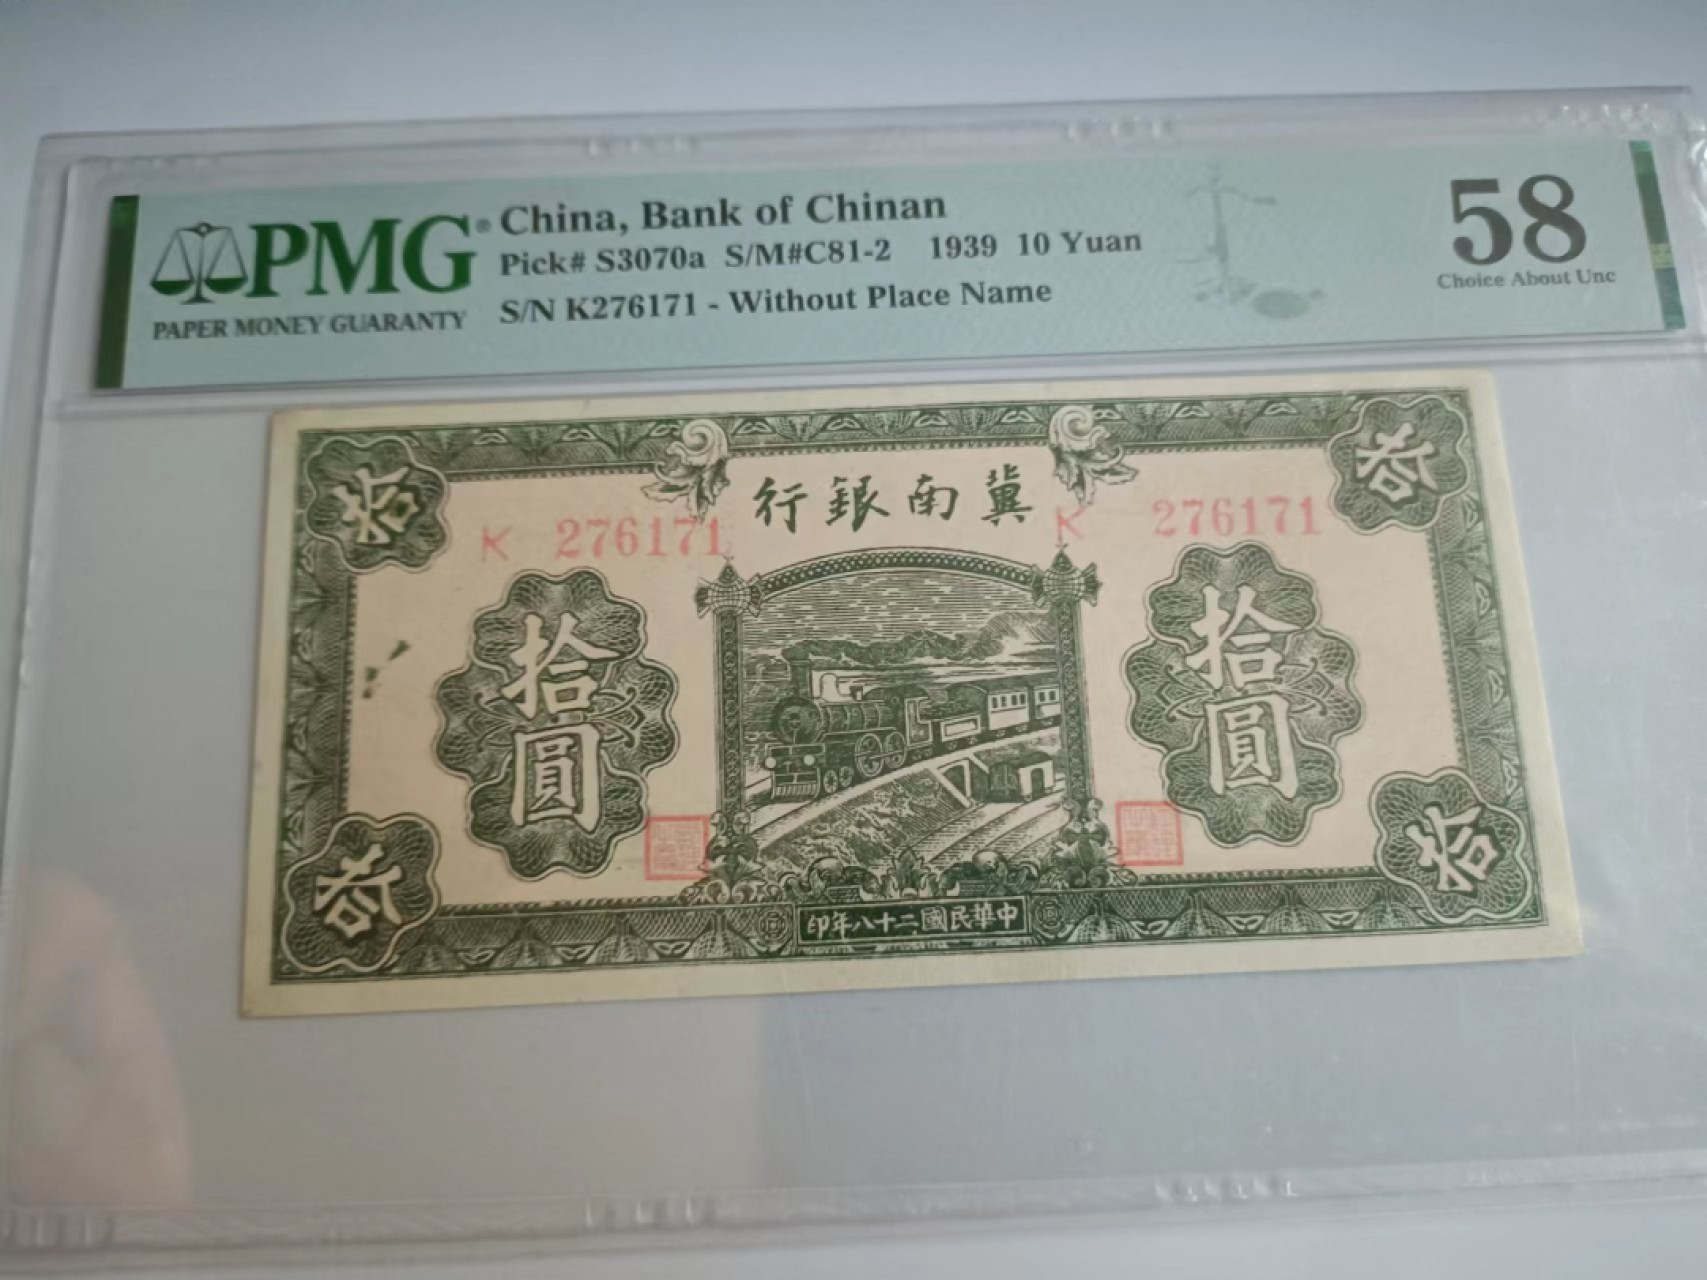 PMG®
PAPER MONEY GUARANTY
China, Bank of Chinan
Pick# S3070a S/M#C81-2 1939 10 Yuan
S/N K276171 - Without Place Name
58
Choice About Unc
拾
行銀南冀
拾
K 276171
K 276171
拾圓
拾圓
拾
印年八十二國民華中
拾